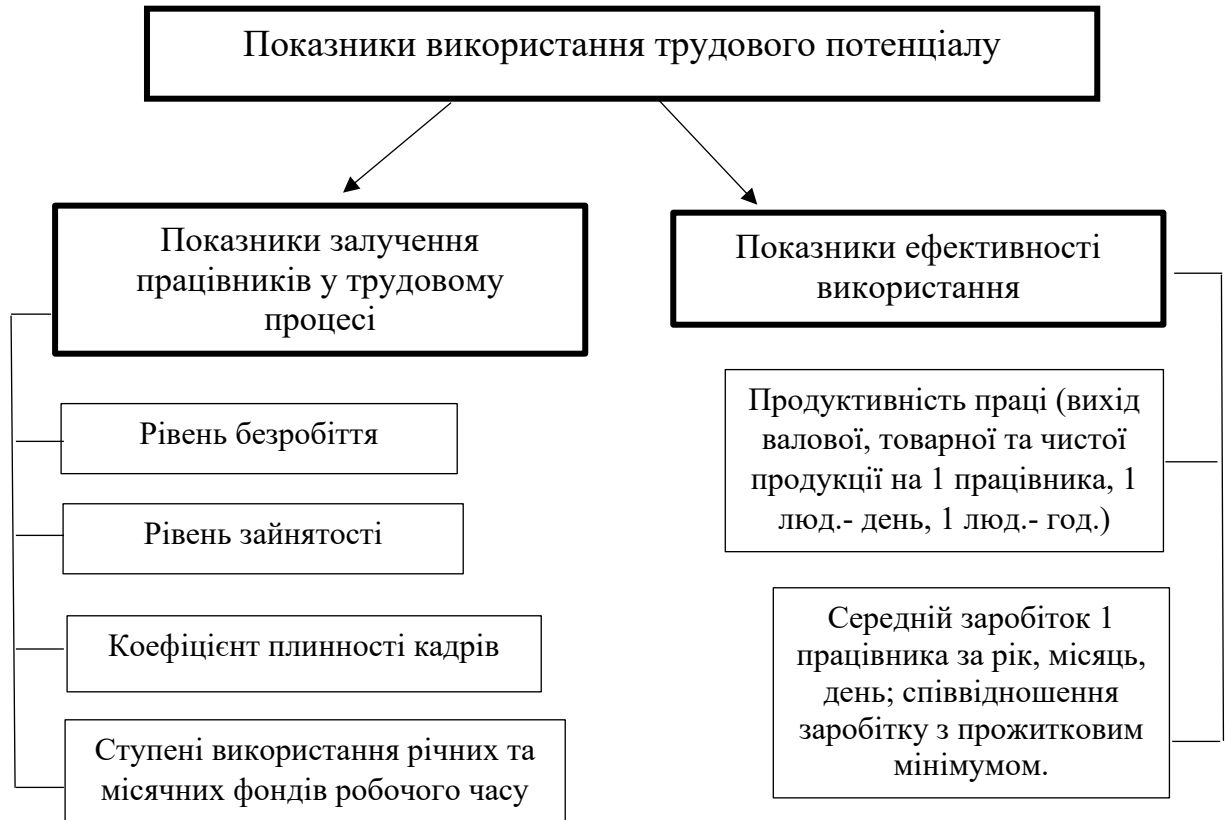 Показники використання трудового потенціалу
Показники залучення
працівників у трудовому
процесі
Рівень безробіття
Рівень зайнятості
Коефіцієнт плинності кадрів
Ступені використання річних та
місячних фондів робочого часу
Показники ефективності
використання
Продуктивність праці (вихід
валової, товарної та чистої
продукції на 1 працівника, 1
люд.- день, 1 люд.- год.)
Середній заробіток 1
працівника за рік, місяць,
день; співвідношення
заробітку з прожитковим
мінімумом.